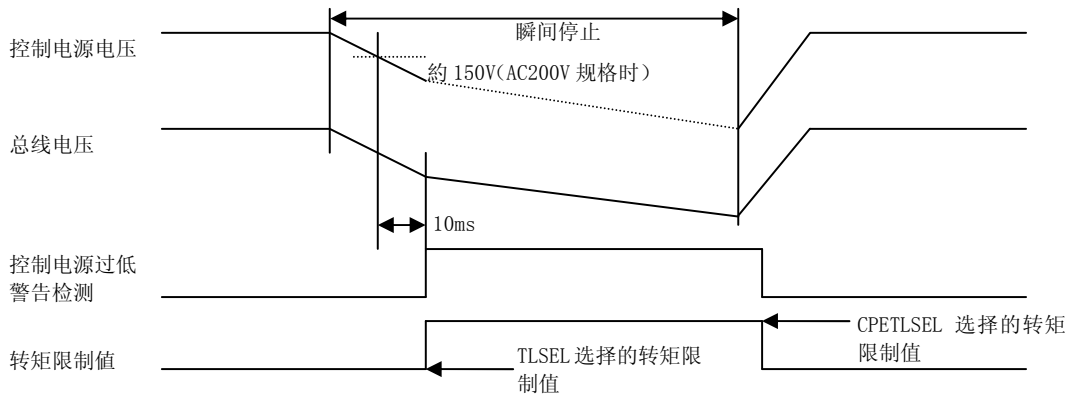 瞬间停止
控制电源电压
約 150V(AC200V 规格时)
总线电压
10ms
控制电源过低
警告检测
CPETLSEL 选择的转矩
限制值
转矩限制値
TLSEL 选择的转矩限
制值